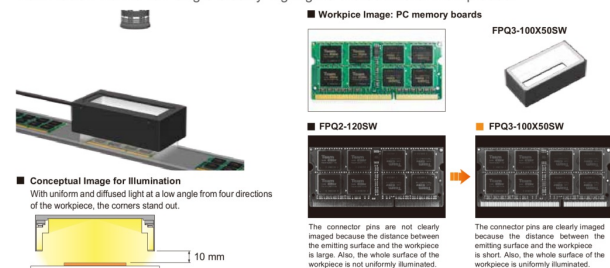 ■ Conceptual Image for Illumination
With uniform and diffused light at a low angle from four directions
of the workpiece, the corners stand out.
10 mm
■ Workpice Image: PC memory boards
FPQ3-100X50SW
■ FPQ2-120SW
■ FPQ3-100X50SW
The connector pins are not clearly
imaged because the distance between
the emitting surface and the workpiece
is large. Also, the whole surface of the
workpiece is not uniformly illuminated.
The connector pins are clearly imaged
because the distance between the
emitting surface and the workpiece
is short. Also, the whole surface of the
workpiece is uniformly illuminated.